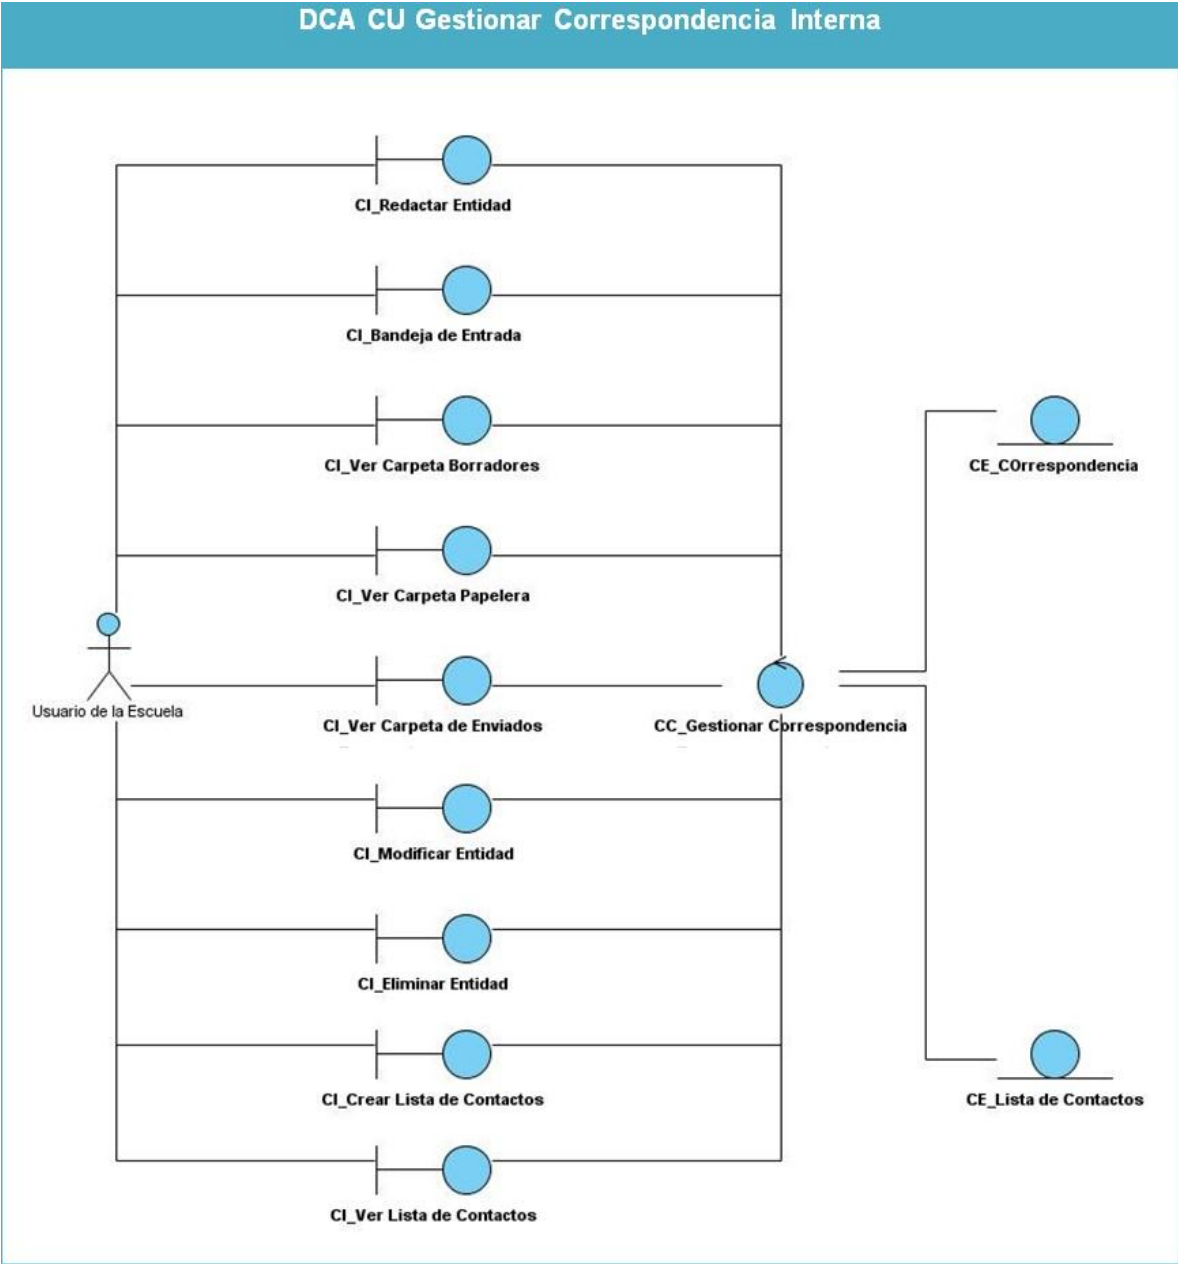 DCA CU Gestionar Correspondencia Interna
CI_Redactar Entidad
CI_Bandeja de Entrada
CI_Ver Carpeta Borradores
CE_COrrespondencia
CI_Ver Carpeta Papelera
Usuario de la Escuela
CI_Ver Carpeta de Enviados
CC_Gestionar Correspondencia
CI_Modificar Entidad
CI_Eliminar Entidad
CI_Crear Lista de Contactos
CE_Lista de Contactos
CI_Ver Lista de Contactos